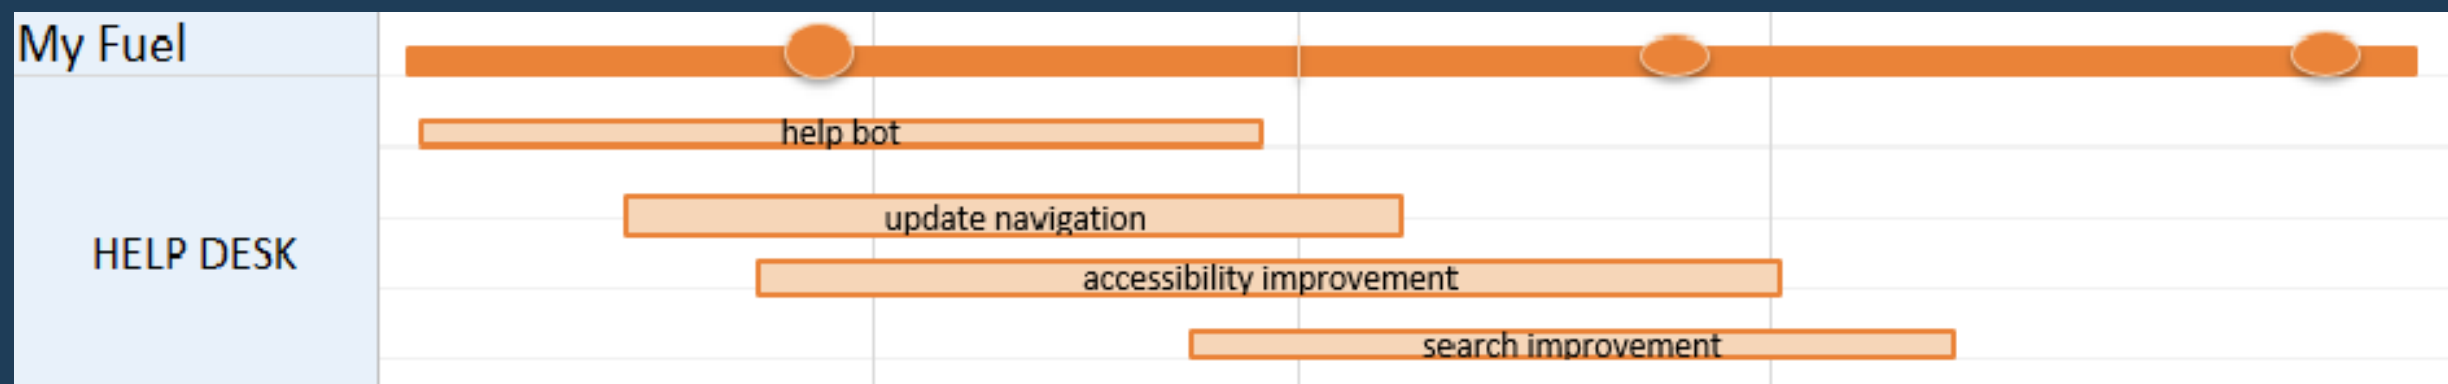 My Fuel
help bot
update navigation
HELP DESK
accessibility improvement
search improvement